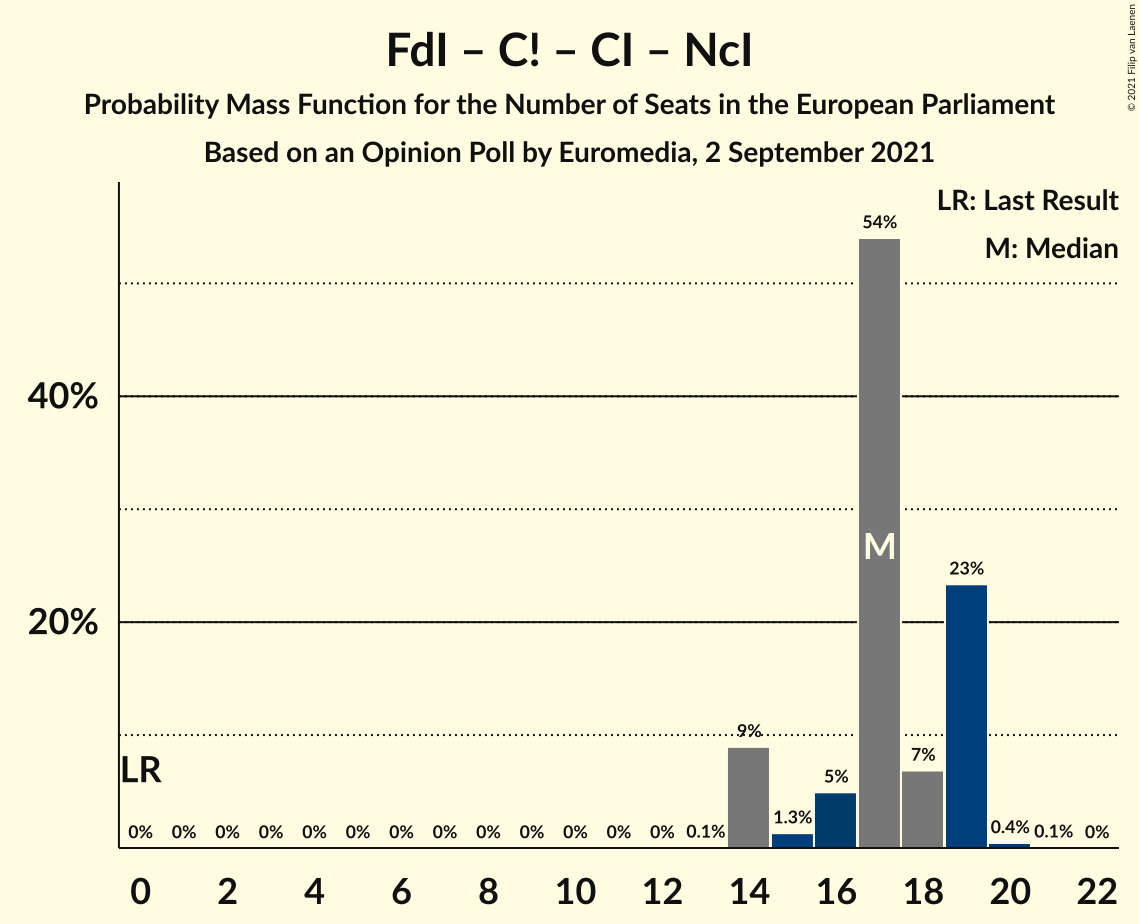 FdI – C! – CI – NcI
Probability Mass Function for the Number of Seats in the European Parliament
Based on an Opinion Poll by Euromedia, 2 September 2021
© 2021 Filip van Laenen
LR: Last Result
M: Median
54%
40%
M
23%
20%
9%
7%
LR
5%
1.3%
0% 0% 0% 0% 0% 0% 0% 0% 0% 0% 0% 0% 0% 0.1% 0.4% 0.1% 0%
0 2 4 6 8 10 12 14 16 18 20 22